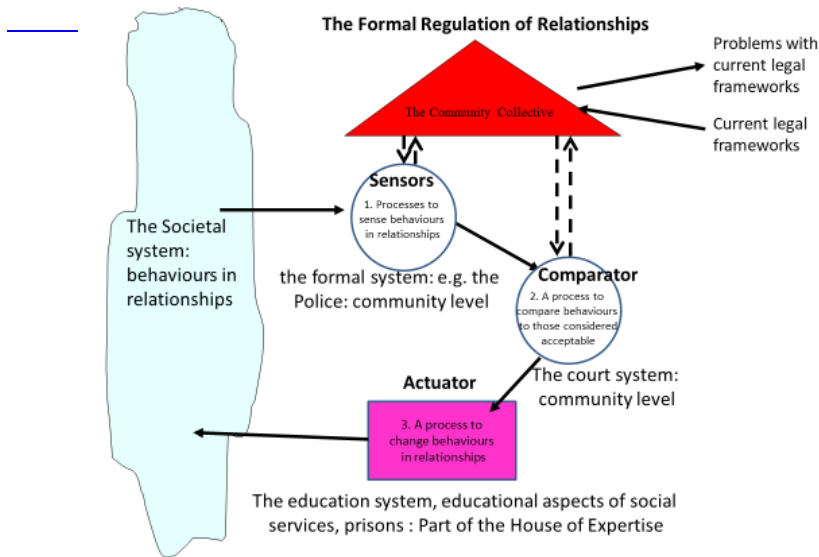 The Formal Regulation of Relationships
Problems with
current legal
frameworks
The Community Collective
Current legal
frameworks
Sensors
1. Processes to
sense behaviours
in relationships
The Societal
system:
behaviours in
relationships
the formal system: e.g. the
Police: community level
Comparator
2. A process to
compare behaviours
to those considered
acceptable
The court system:
community level
Actuator
3. A process to
change behaviours
in relationships
The education system, educational aspects of social
services, prisons : Part of the House of Expertise